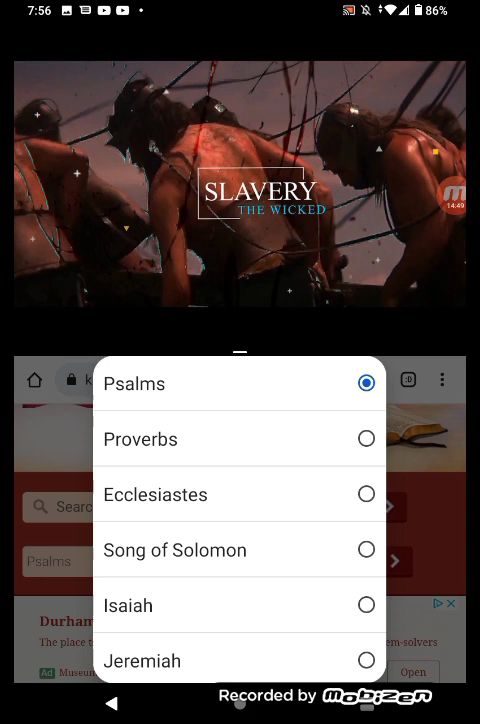 7:56
86%
SLAVERY
THE WICKED
14:49
k
:D
Psalms
Proverbs
Ecclesiastes
Song of Solomon
Isaiah
Jeremiah
Searc
Psalms
Durham
The place t
em-solvers
Ad Museum
Open
Recorded by Mobizen